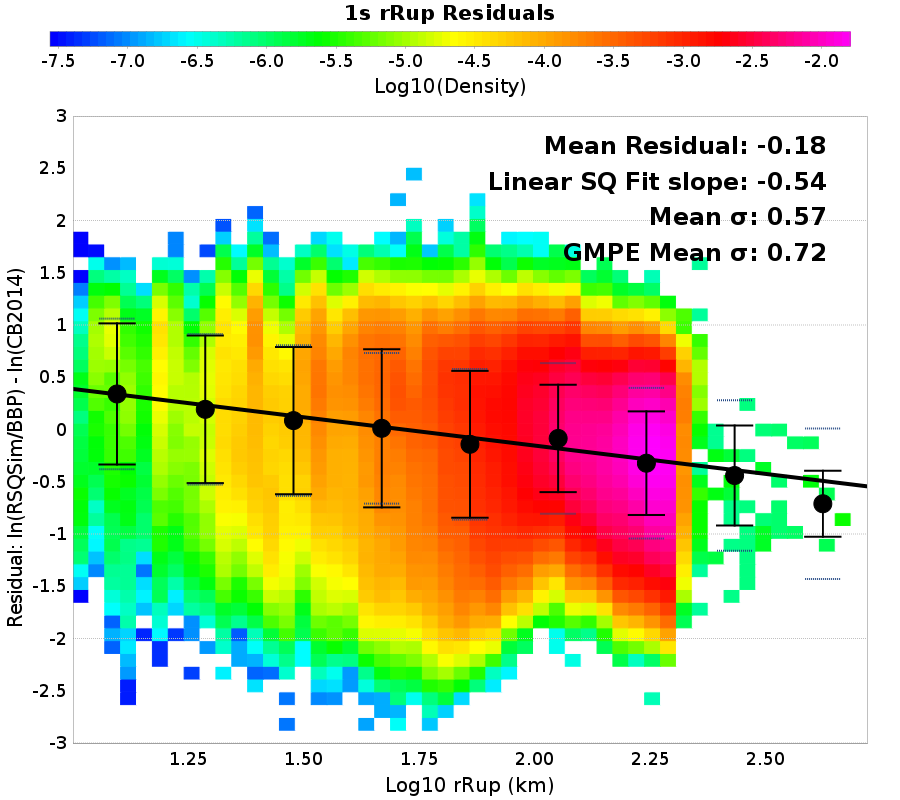 1s rRup Residuals
-7.5 -7.0 -6.5 -6.0 -5.5 -5.0 -4.5 -4.0 -3.5 -3.0 -2.5 -2.0
Log10(Density)
Mean Residual: -0.18
Linear SQ Fit slope: -0.54
Mean σ: 0.57
GMPE Mean σ: 0.72
Residual: ln(RSQSim/BBP) - ln(CB2014)
3
2.5
2
1.5
1
0.5
0
-0.5
-1
-1.5
-2
-2.5
-3
1.25 1.50 1.75 2.00 2.25 2.50
Log10 rRup (km)